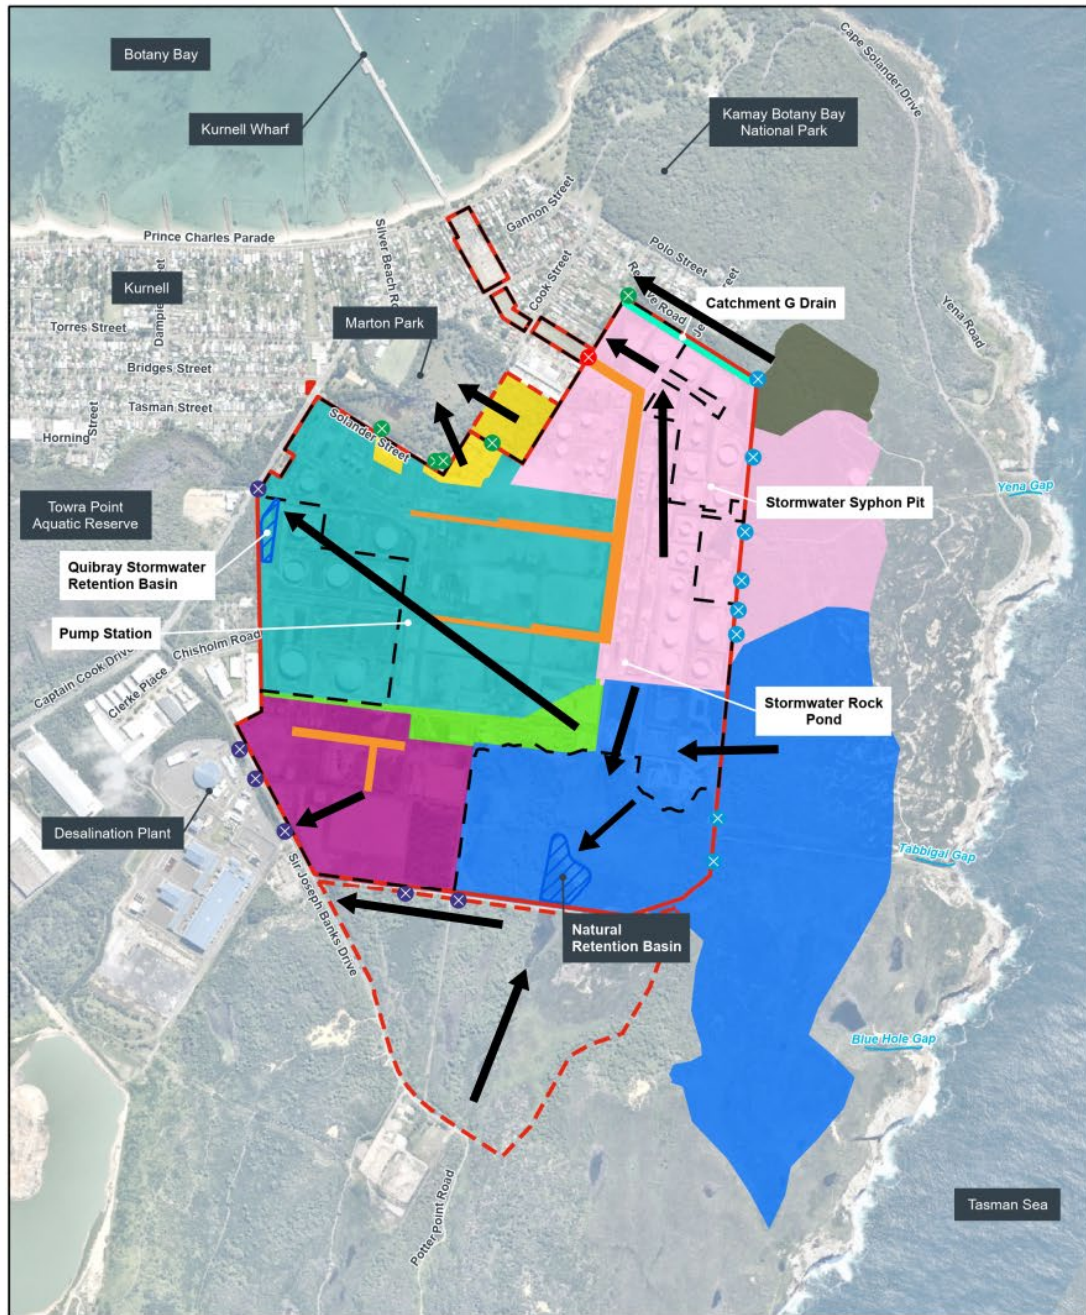 Botany Bay
Cape Solander Drive
Kurnell Wharf
Kamay Botany Bay
National Park
Gannon Street
Silver Beach
Prince Charles Parade
Polo Street
Cook Street
Kurnell
Catchment G Drain
Road
Street
Torres Street
Marton Park
Yena Road
Bridges Street
Tasman Street
Solander Street
Horning
Street
Yena Gap
Towra Point
Aquatic Reserve
Stormwater Syphon Pit
Quibray Stormwater
Retention Basin
Pump Station
Chisholm Road
Captain Cook Drive
Clerke Place
Stormwater Rock
Pond
Desalination Plant
Tabbigal Gap
Sir Joseph Banks Drive
Natural
Retention Basin
Blue Hole Gap
Potter Point Road
Tasman Sea